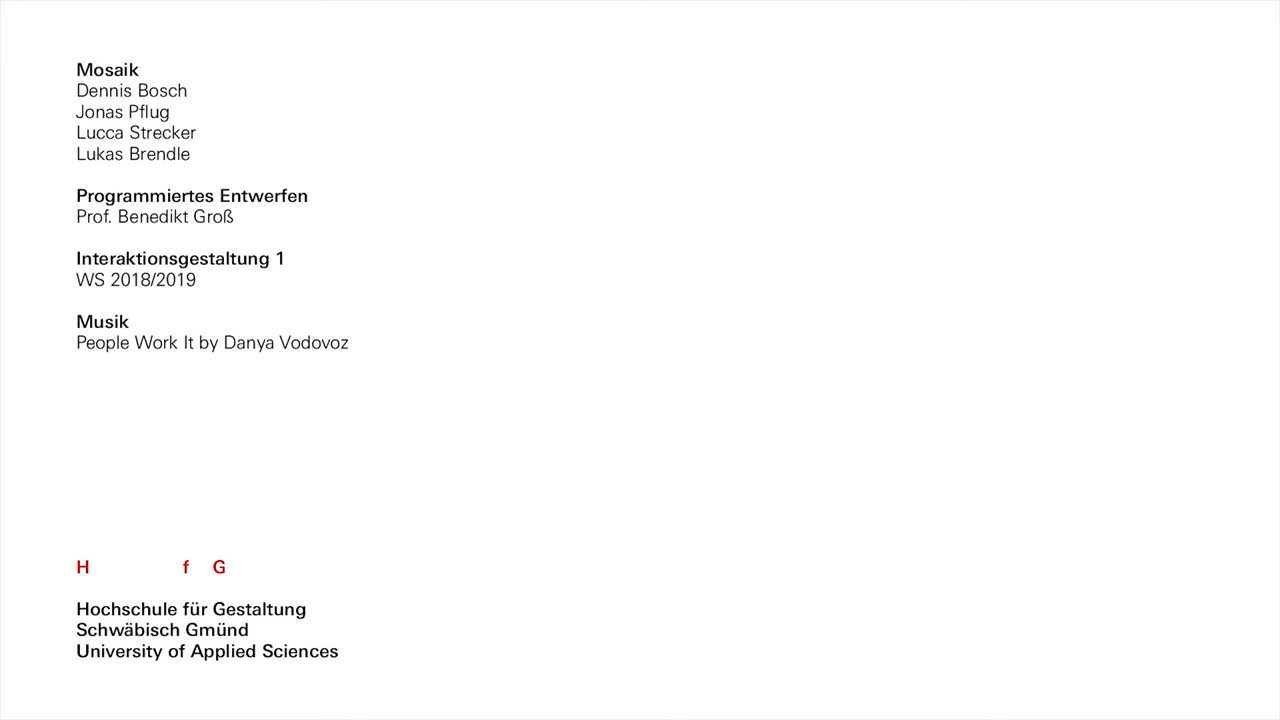 Mosaik
Dennis Bosch
Jonas Pflug
Lucca Strecker
Lukas Brendle
Programmiertes Entwerfen
Prof. Benedikt Groß
Interaktionsgestaltung 1
WS 2018/2019
Musik
People Work It by Danya Vodovoz
H f G
Hochschule für Gestaltung
Schwäbisch Gmünd
University of Applied Sciences